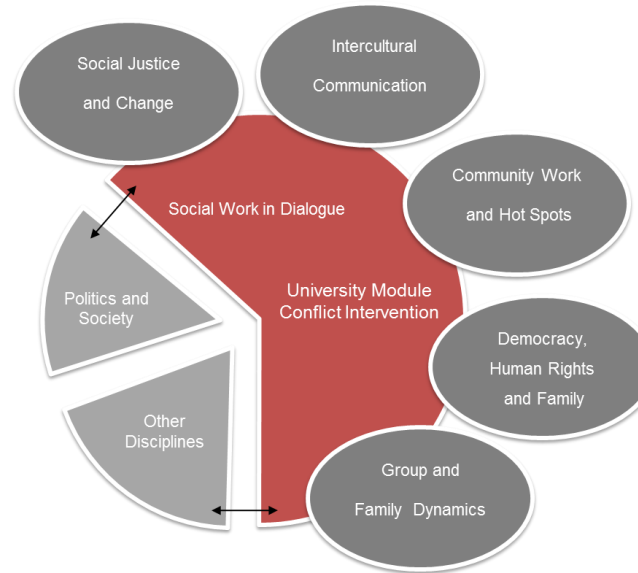 Social Justice
and Change
Intercultural
Communication
Community Work
and Hot Spots
Social Work in Dialogue
University Module
Conflict Intervention
Politics and
Society
Democracy,
Human Rights
and Family
Other
Disciplines
Group and
Family Dynamics